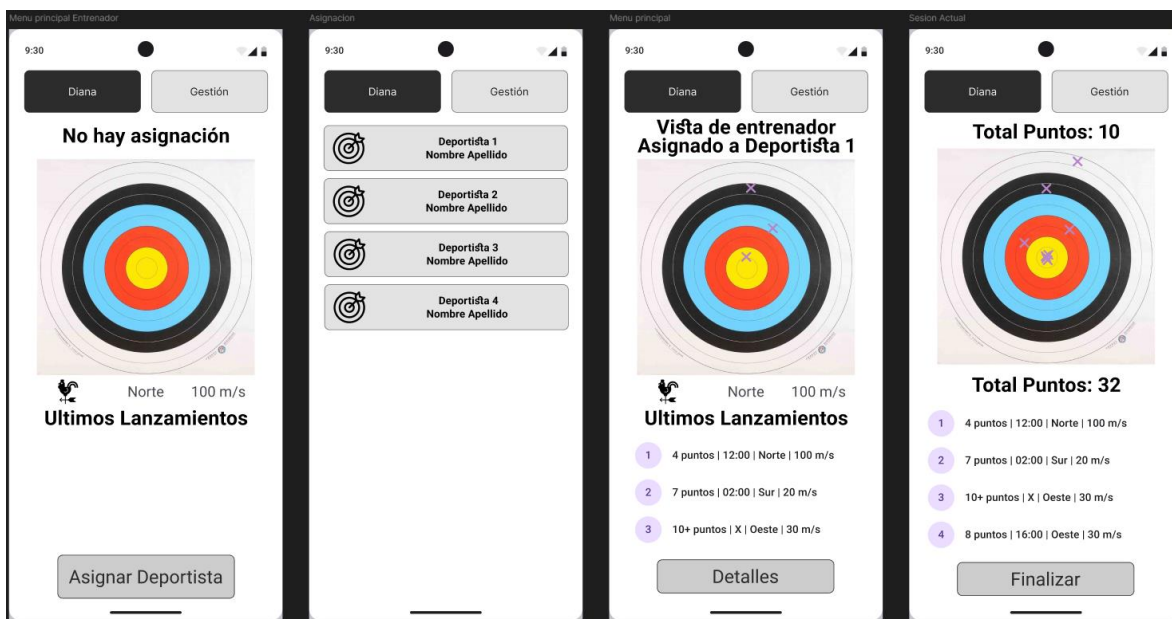 Menu principal Entrenador
9:30
Diana
Gestión
No hay asignación
Norte
100 m/s
Ultimos Lanzamientos
Asignar Deportista
Asignacion
9:30
Diana
Gestión
Deportista 1
Nombre Apellido
Deportista 2
Nombre Apellido
Deportista 3
Nombre Apellido
Deportista 4
Nombre Apellido
Menu principal
9:30
Diana
Gestión
Vista de entrenador
Asignado a Deportista 1
Norte
100 m/s
Ultimos Lanzamientos
1 4 puntos | 12:00 | Norte | 100 m/s
2 7 puntos | 02:00 | Sur | 20 m/s
3 10+ puntos | X | Oeste | 30 m/s
Detalles
Sesion Actual
9:30
Diana
Gestión
Total Puntos: 10
Total Puntos: 32
1 4 puntos | 12:00 | Norte | 100 m/s
2 7 puntos | 02:00 | Sur | 20 m/s
3 10+ puntos | X | Oeste | 30 m/s
4 8 puntos | 16:00 | Oeste | 30 m/s
Finalizar